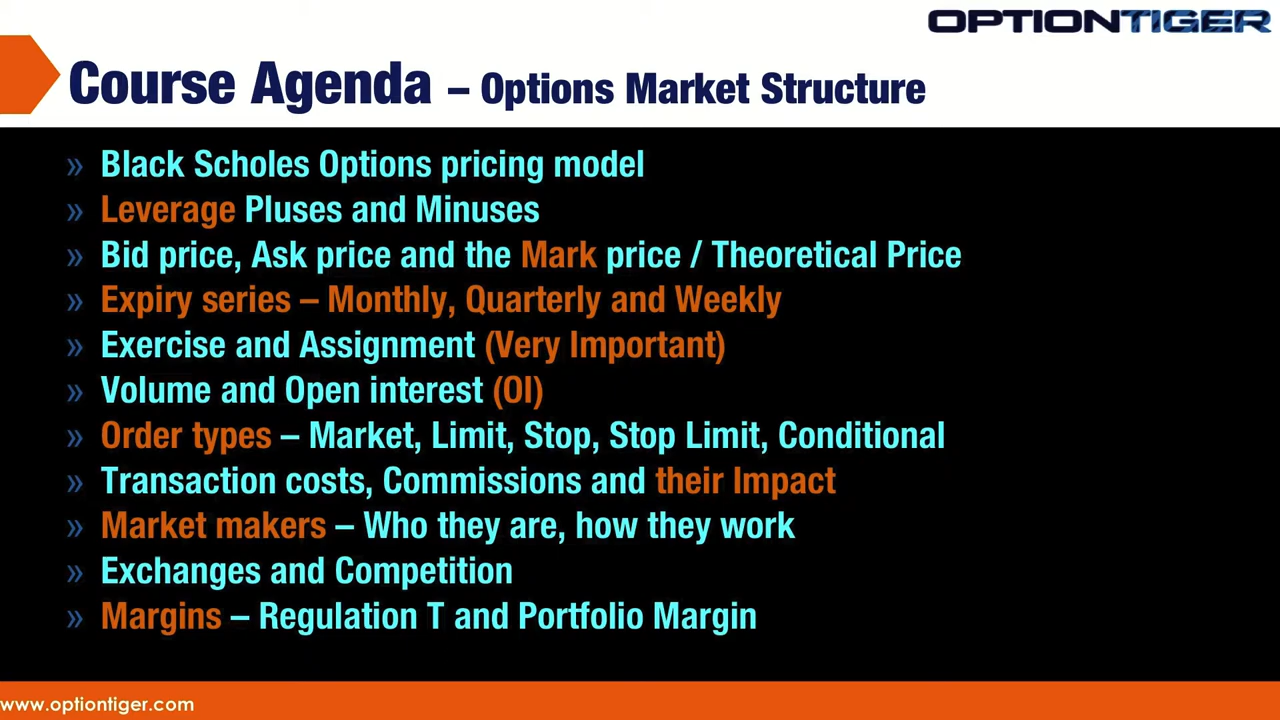 OPTIONTIGER
Course Agenda – Options Market Structure
» Black Scholes Options pricing model
» Leverage Pluses and Minuses
» Bid price, Ask price and the Mark price / Theoretical Price
» Expiry series – Monthly, Quarterly and Weekly
» Exercise and Assignment (Very Important)
» Volume and Open interest (OI)
» Order types – Market, Limit, Stop, Stop Limit, Conditional
» Transaction costs, Commissions and their Impact
» Market makers – Who they are, how they work
» Exchanges and Competition
» Margins – Regulation T and Portfolio Margin
www.optiontiger.com